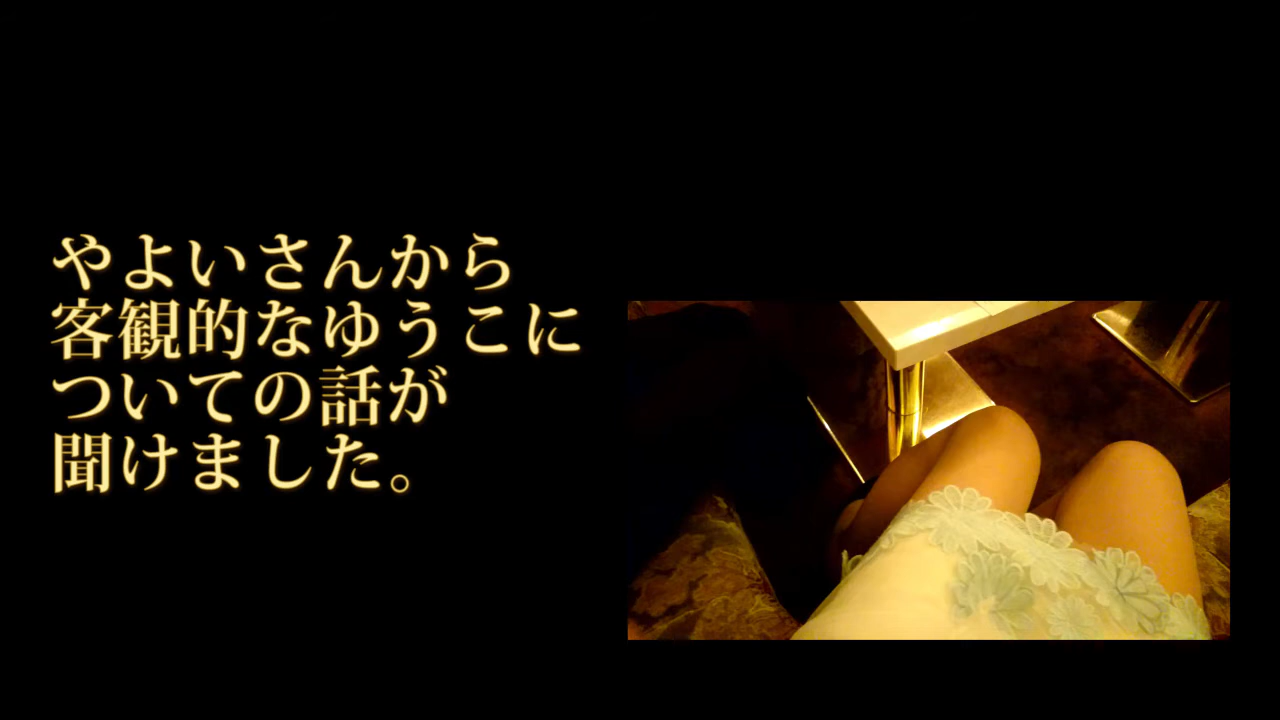 やよいさんから
客観的なゆうこに
ついての話が
聞けました。